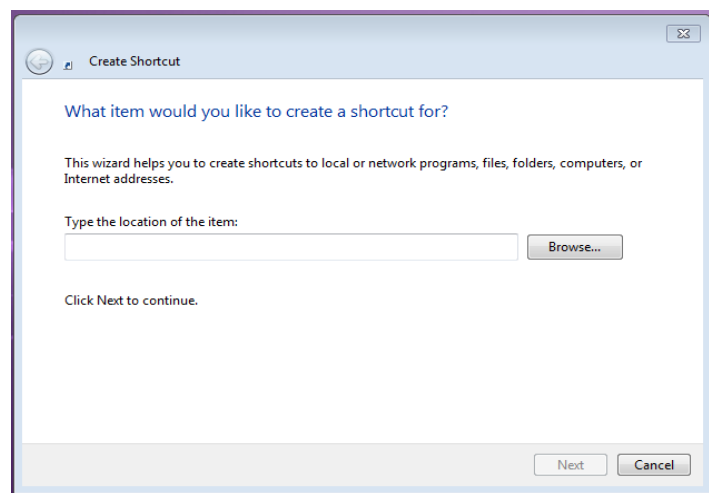 Create Shortcut
What item would you like to create a shortcut for?
This wizard helps you to create shortcuts to local or network programs, files, folders, computers, or
Internet addresses.
Type the location of the item:
Browse...
Click Next to continue.
Next Cancel